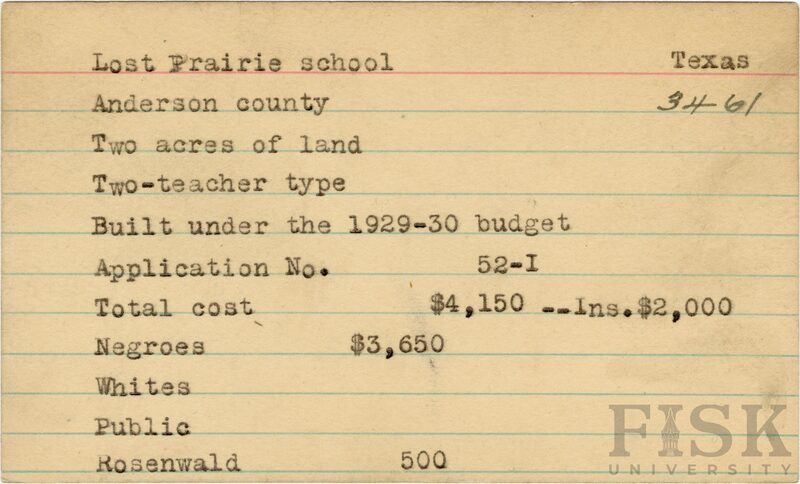 Lost Prairie school Texas
Anderson county 34-61
Two acres of land
Two-teacher type
Built under the 1929-30 budget
Application No. 52-I
Total cost $4,150 --Ins.$2,000
Negroes $3,650
Whites
Public
Rosenwald 500
FISK
UNIVERSITY